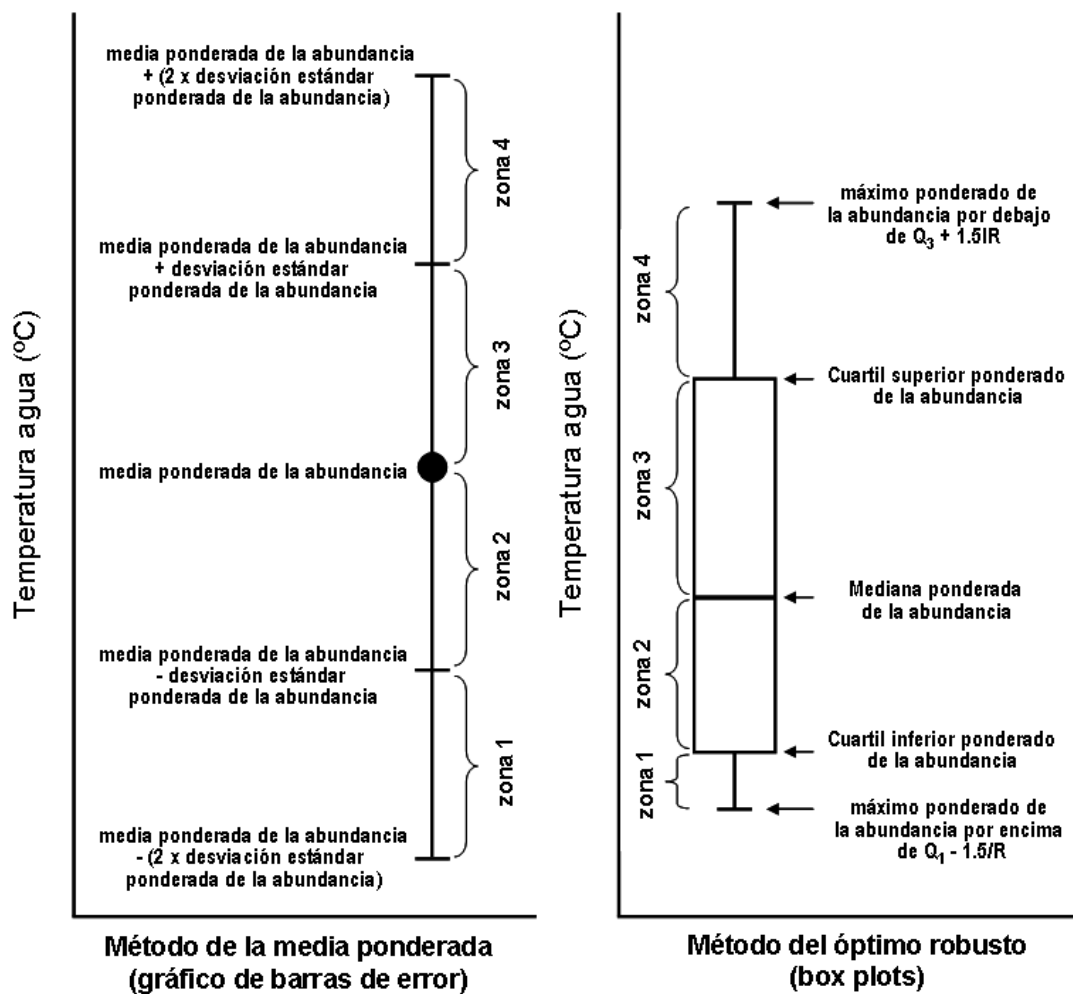 Temperatura agua (ºC)
media ponderada de la abundancia
+ (2 x desviación estándar
ponderada de la abundancia)
zona 4
media ponderada de la abundancia
+ desviación estándar
ponderada de la abundancia
zona 3
media ponderada de la abundancia
zona 2
media ponderada de la abundancia
- desviación estándar
ponderada de la abundancia
zona 1
media ponderada de la abundancia
- (2 x desviación estándar
ponderada de la abundancia)
Método de la media ponderada
(gráfico de barras de error)
Temperatura agua (ºC)
máximo ponderado de
la abundancia por debajo
de Q3 + 1.5IR
zona 4
Cuartil superior ponderado
de la abundancia
zona 3
Mediana ponderada
de la abundancia
zona 2
Cuartil inferior ponderado
de la abundancia
zona 1
máximo ponderado de
la abundancia por encima
de Q1 - 1.5/R
Método del óptimo robusto
(box plots)